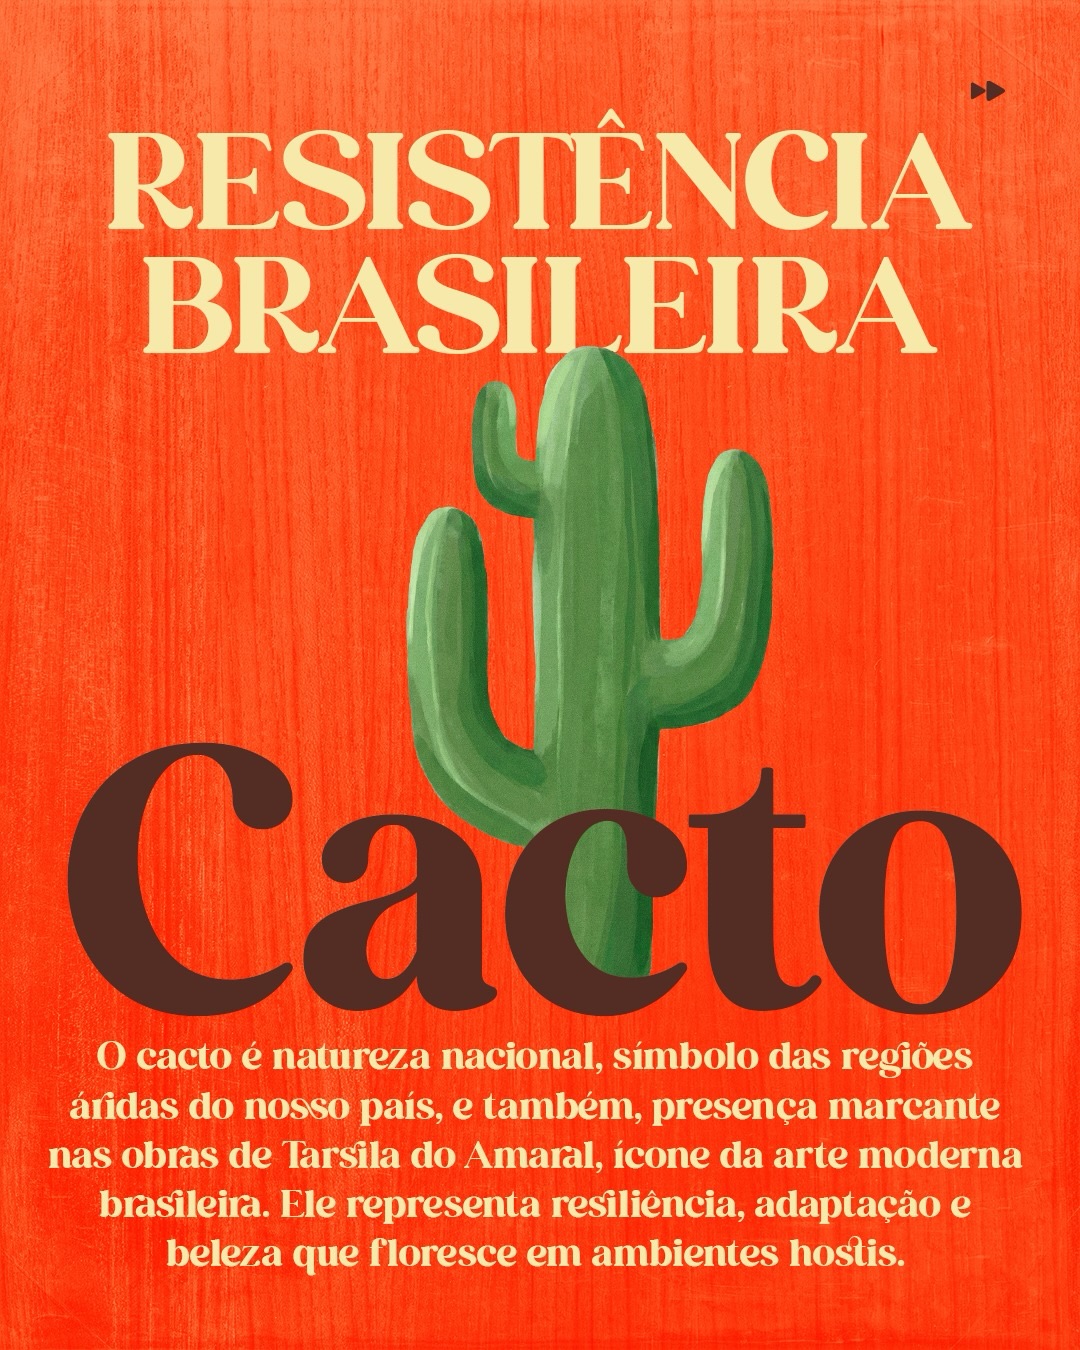 RESISTÊNCIA
BRASILEIRA
Cacto
O cacto é natureza nacional, símbolo das regiões
áridas do nosso país, e também, presença marcante
nas obras de Tarsila do Amaral, ícone da arte moderna
brasileira. Ele representa resiliência, adaptação e
beleza que floresce em ambientes hostis.